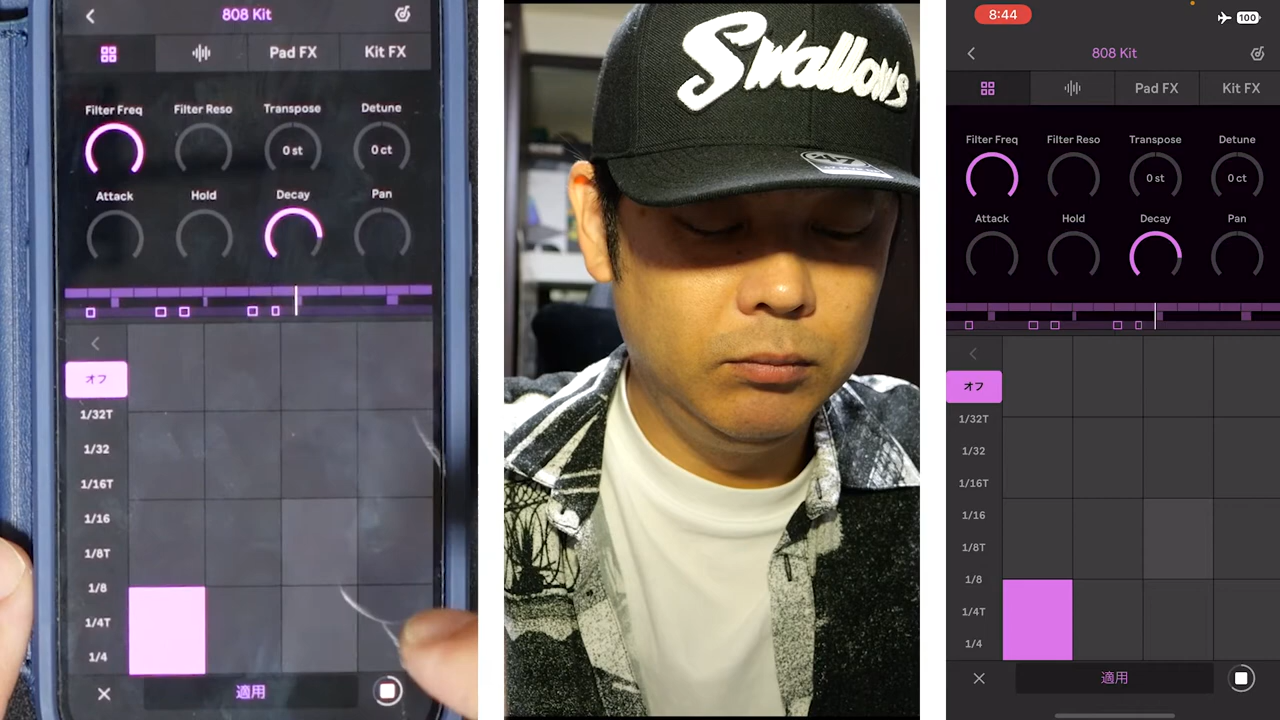 808 Kit
Pad FX
Kit FX
Filter Freq
Filter Reso
Transpose
Detune
0 st
0 ct
Attack
Hold
Decay
Pan
オフ
1/32T
1/32
1/16T
1/16
1/8T
1/8
1/4T
1/4
適用
Swallows
'47
8:44
100
808 Kit
Pad FX
Kit FX
Filter Freq
Filter Reso
Transpose
Detune
0 st
0 ct
Attack
Hold
Decay
Pan
オフ
1/32T
1/32
1/16T
1/16
1/8T
1/8
1/4T
1/4
適用